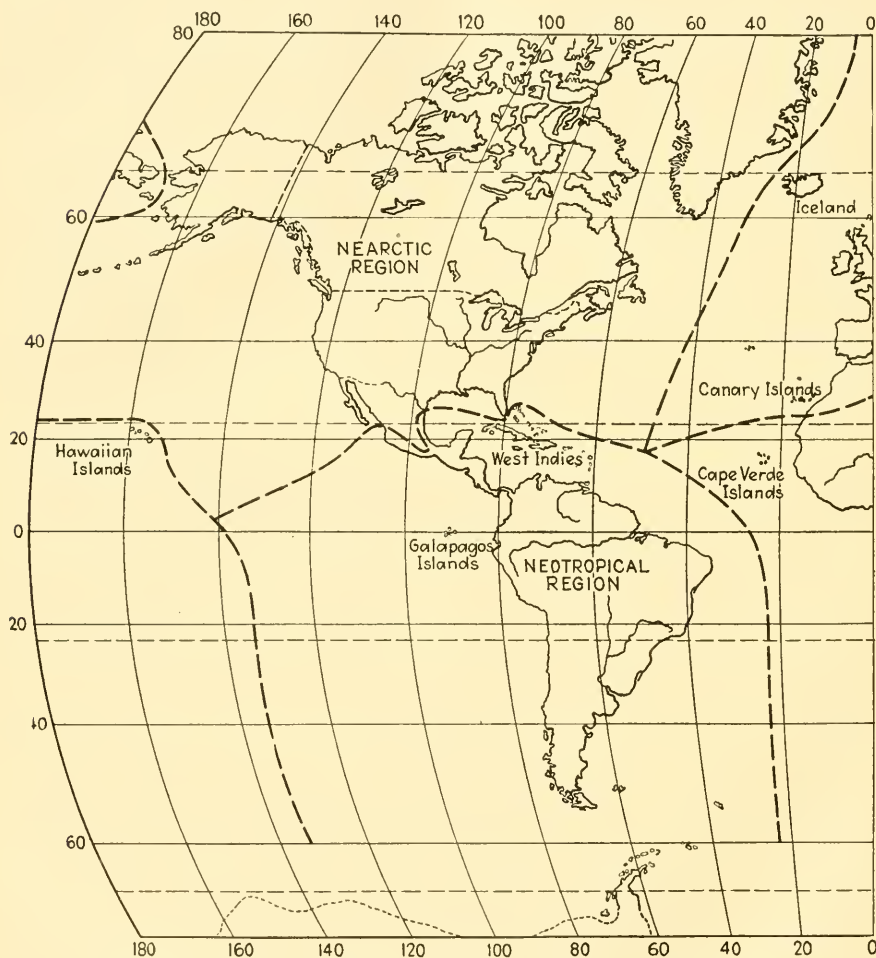 180 160 140 120 100 80 60 40 20 0
80
Iceland
60
NEARCTIC
REGION
40
Canary Islands
20
Hawaiian
Islands
West Indies
Cape Verde
Islands
0
Galapagos
Islands
NEOTROPICAL
REGION
20
40
60
180 160 140 120 100 80 60 40 20 0